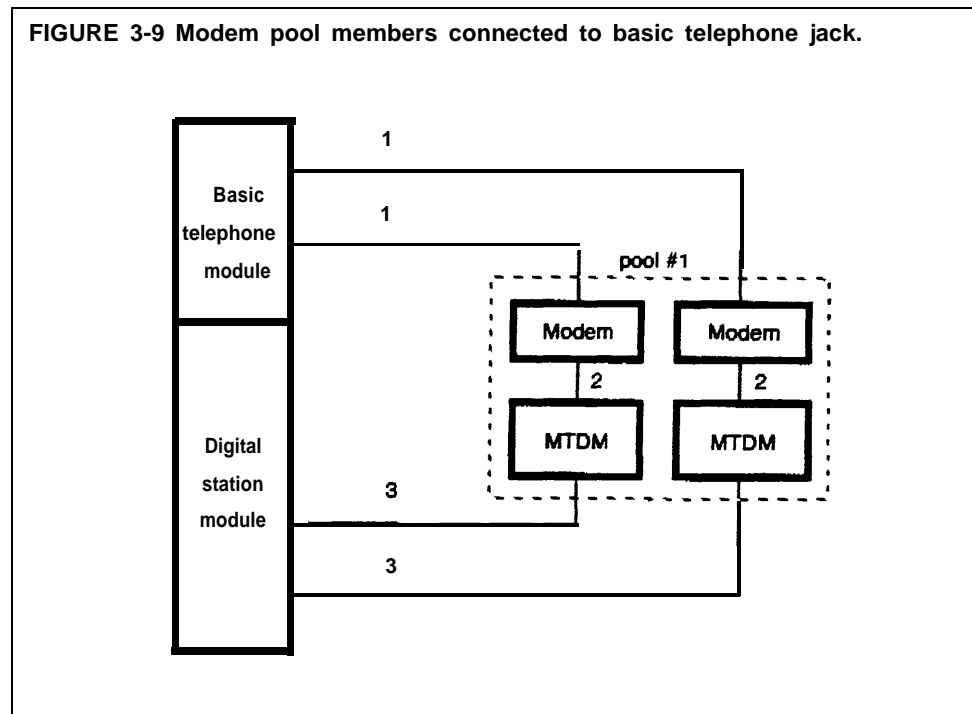 FIGURE 3-9 Modem pool members connected to basic telephone jack.
1
Basic
telephone
module
1
pool #1
Modem
Modem
2
2
MTDM
MTDM
Digital
station
module
3
3